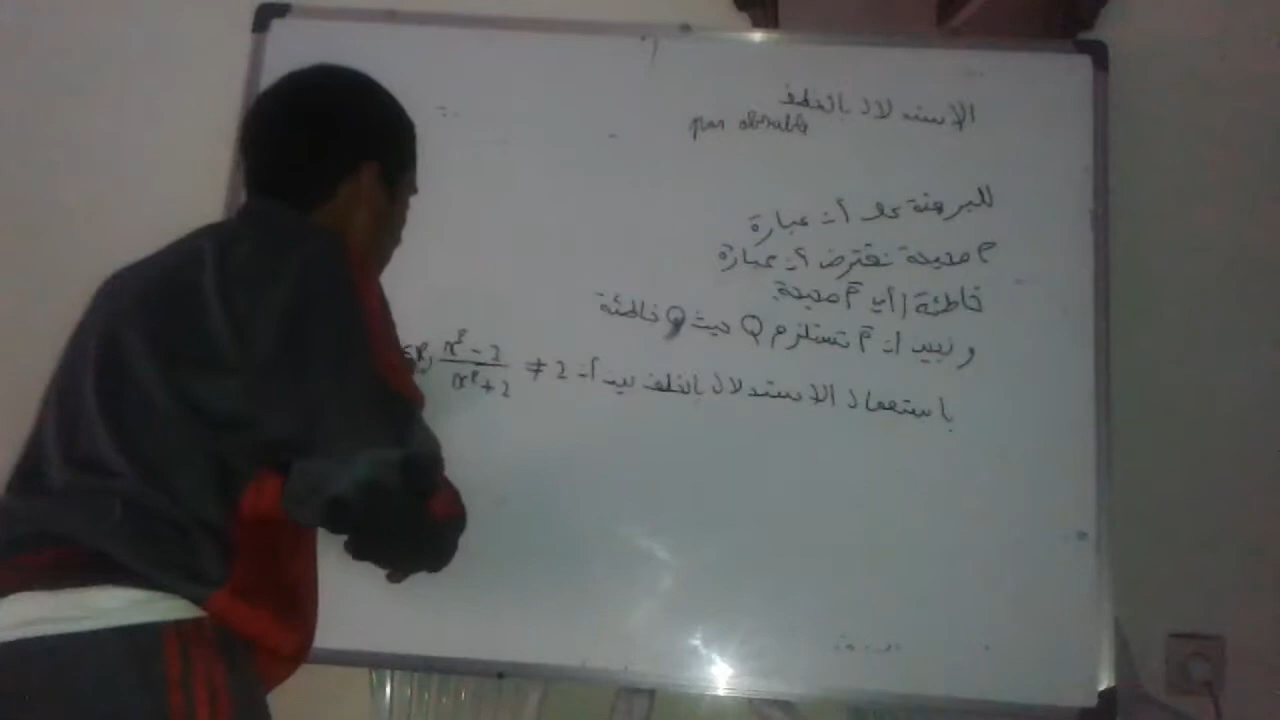 الاستدلال بالخلف
par absurde
للبرهنة على أن عبارة
P صحيحة نفترض أن عبارة
خاطئة أي P̅ صحيحة.
و نبين أن P̅ تستلزم Q حيث Q خاطئة
باستعمال الاستدلال بالخلف بين أن 2 ≠ (x²-2)/(x²+2) ∈ℝ,